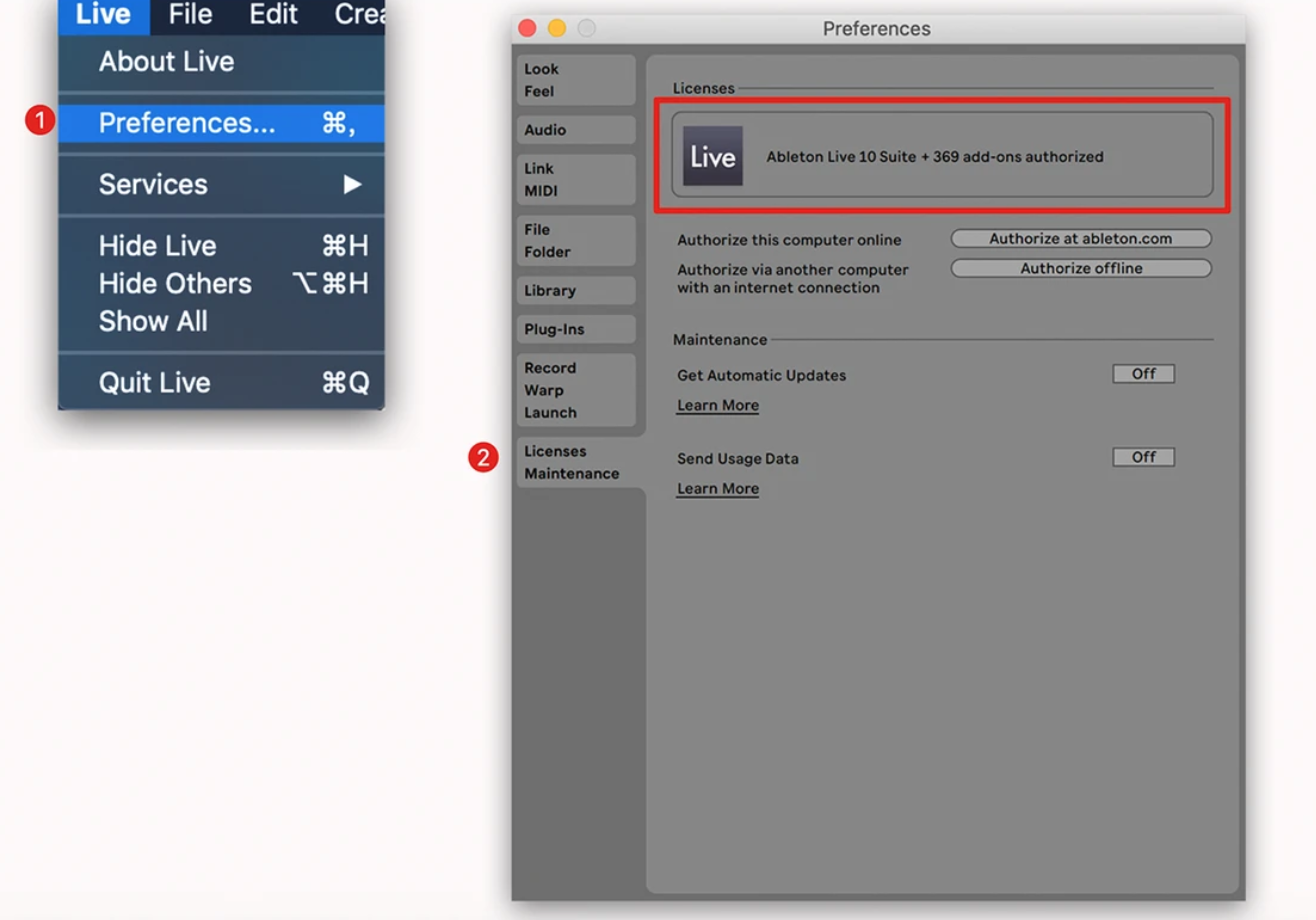 Live File Edit
About Live
1
Preferences... ⌘,
Services ▶
Hide Live ⌘H
Hide Others ⌥⌘H
Show All
Quit Live ⌘Q
Preferences
Look
Feel
Audio
Link
MIDI
File
Folder
Library
Plug-Ins
Record
Warp
Launch
2
Licenses
Maintenance
Licenses
Live
Ableton Live 10 Suite + 369 add-ons authorized
Authorize this computer online
Authorize at ableton.com
Authorize via another computer
with an internet connection
Authorize offline
Maintenance
Get Automatic Updates
Off
Learn More
Send Usage Data
Off
Learn More